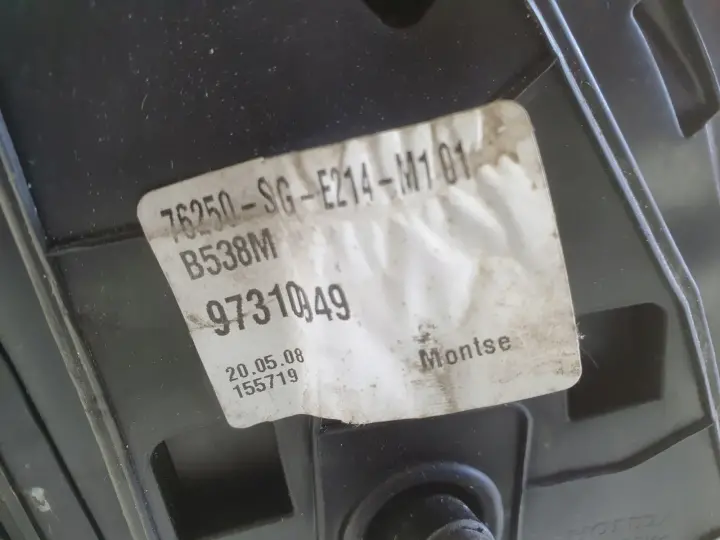 76250-SG-E214-M1 01
B538M
97310949
20.05.08
155719
Montse